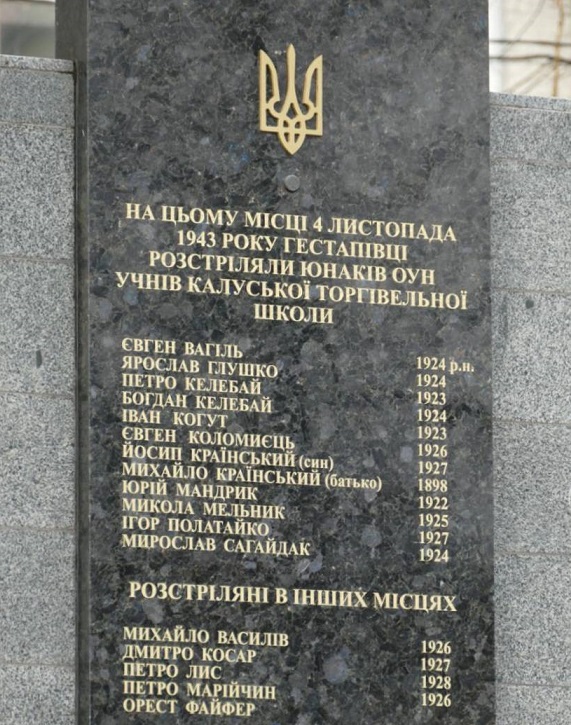 НА ЦЬОМУ МІСЦІ 4 ЛИСТОПАДА
1943 РОКУ ГЕСТАПІВЦІ
РОЗСТРІЛЯЛИ ЮНАКІВ ОУН
УЧНІВ КАЛУСЬКОЇ ТОРГІВЕЛЬНОЇ
ШКОЛИ
ЄВГЕН ВАГІЛЬ 1924 р.н.
ЯРОСЛАВ ГЛУШКО 1924
ПЕТРО КЕЛЕБАЙ 1923
БОГДАН КЕЛЕБАЙ 1924
ІВАН КОГУТ 1923
ЄВГЕН КОЛОМИЄЦЬ 1926
ЙОСИП КРАЇНСЬКИЙ (син) 1927
МИХАЙЛО КРАЇНСЬКИЙ (батько) 1898
ЮРІЙ МАНДРИК 1922
МИКОЛА МЕЛЬНИК 1925
ІГОР ПОЛАТАЙКО 1927
МИРОСЛАВ САГАЙДАК 1924
РОЗСТРІЛЯНІ В ІНШИХ МІСЦЯХ
МИХАЙЛО ВАСИЛІВ 1926
ДМИТРО КОСАР 1927
ПЕТРО ЛИС 1928
ПЕТРО МАРІЙЧИН 1926
ОРЕСТ ФАЙФЕР